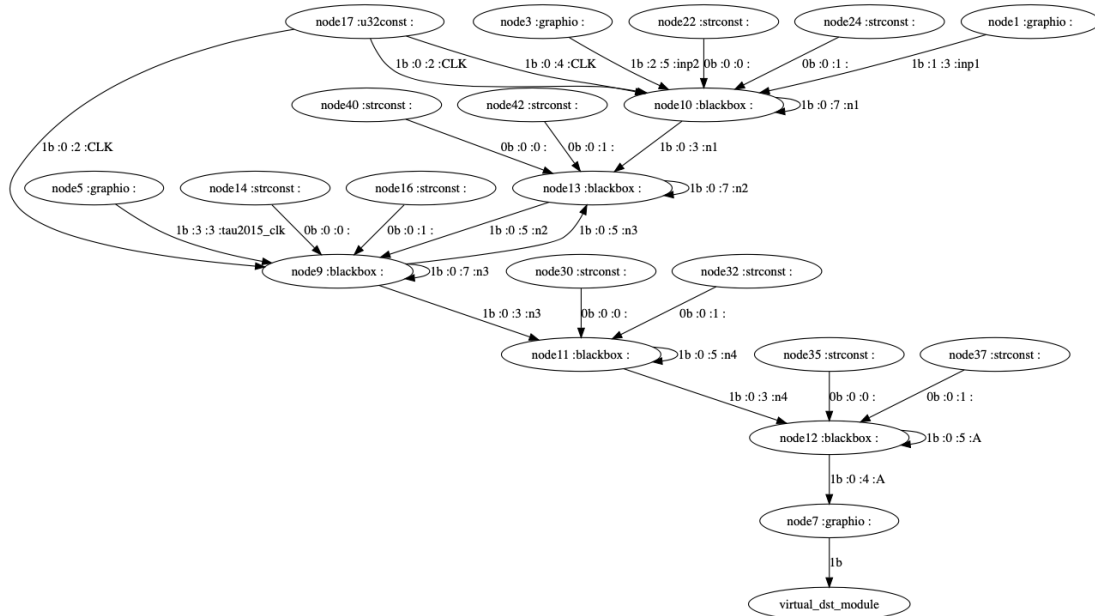 node17 :u32const :
node3 :graphio :
node22 :strconst :
node24 :strconst :
node1 :graphio :
1b :0 :2 :CLK
1b :0 :4 :CLK
1b :2 :5 :inp2
0b :0 :0 :
0b :0 :1 :
1b :1 :3 :inp1
node40 :strconst :
node42 :strconst :
node10 :blackbox :
1b :0 :7 :n1
1b :0 :2 :CLK
0b :0 :0 :
0b :0 :1 :
1b :0 :3 :n1
node5 :graphio :
node14 :strconst :
node16 :strconst :
node13 :blackbox :
1b :0 :7 :n2
1b :3 :3 :tau2015_clk
0b :0 :0 :
0b :0 :1 :
1b :0 :5 :n2
1b :0 :5 :n3
node9 :blackbox :
1b :0 :7 :n3
node30 :strconst :
node32 :strconst :
1b :0 :3 :n3
0b :0 :0 :
0b :0 :1 :
node11 :blackbox :
1b :0 :5 :n4
node35 :strconst :
node37 :strconst :
1b :0 :3 :n4
0b :0 :0 :
0b :0 :1 :
node12 :blackbox :
1b :0 :5 :A
1b :0 :4 :A
node7 :graphio :
1b
virtual_dst_module